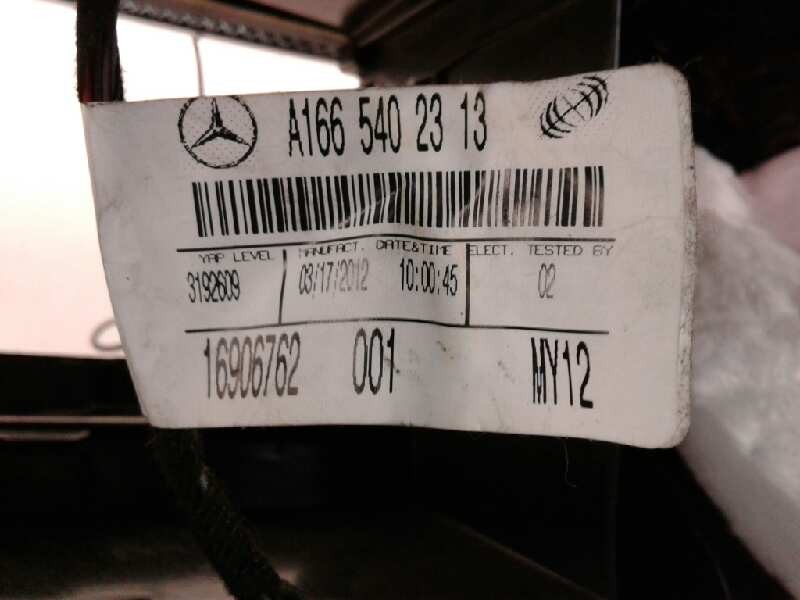 A166 540 23 13
YAP LEVEL MANUFACT. DATE&TIME ELECT. TESTED BY
3192609 03/17/2012 10:00:45 02
16906762 001 MY12